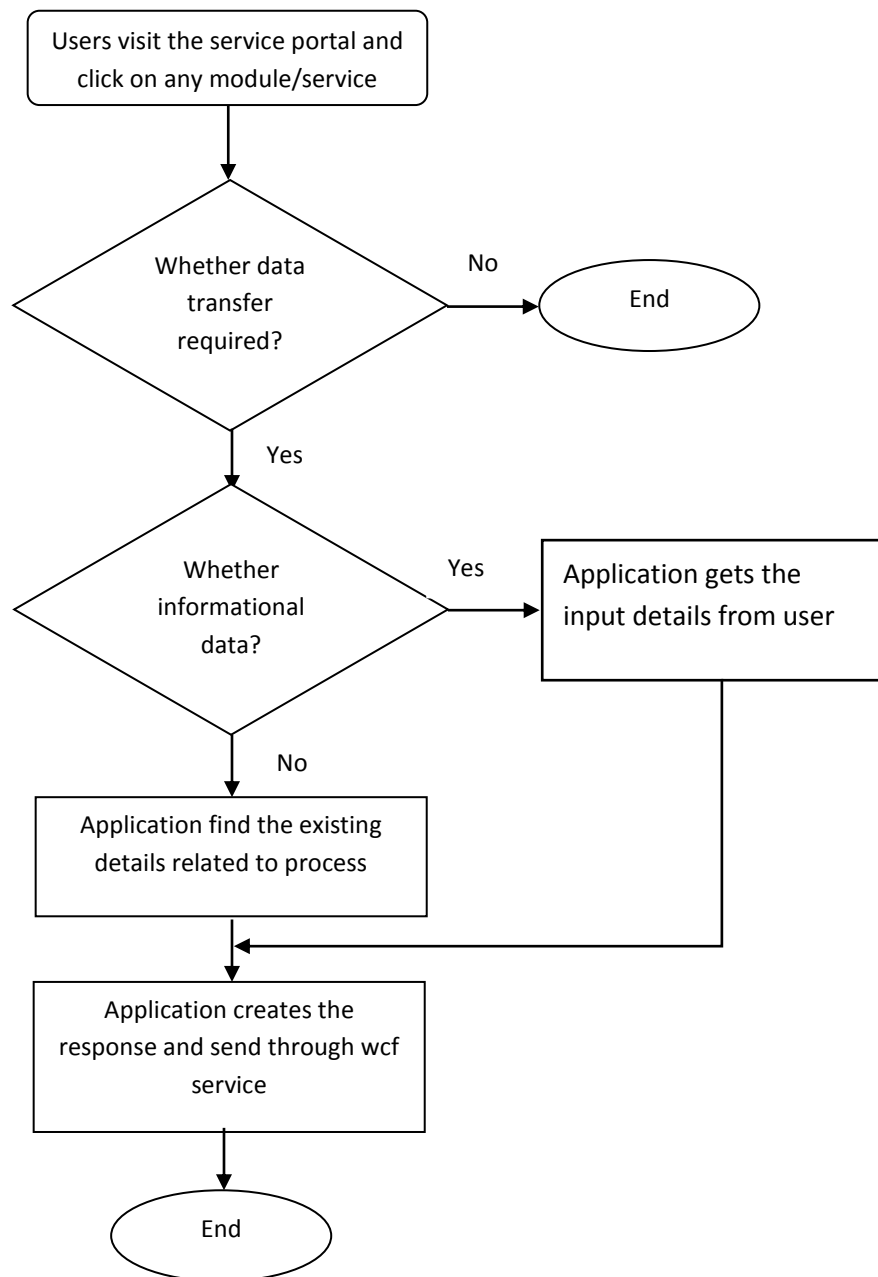 Users visit the service portal and
click on any module/service
Whether data
transfer
required?
No
End
Yes
Whether
informational
data?
Yes
Application gets the
input details from user
No
Application find the existing
details related to process
Application creates the
response and send through wcf
service
End